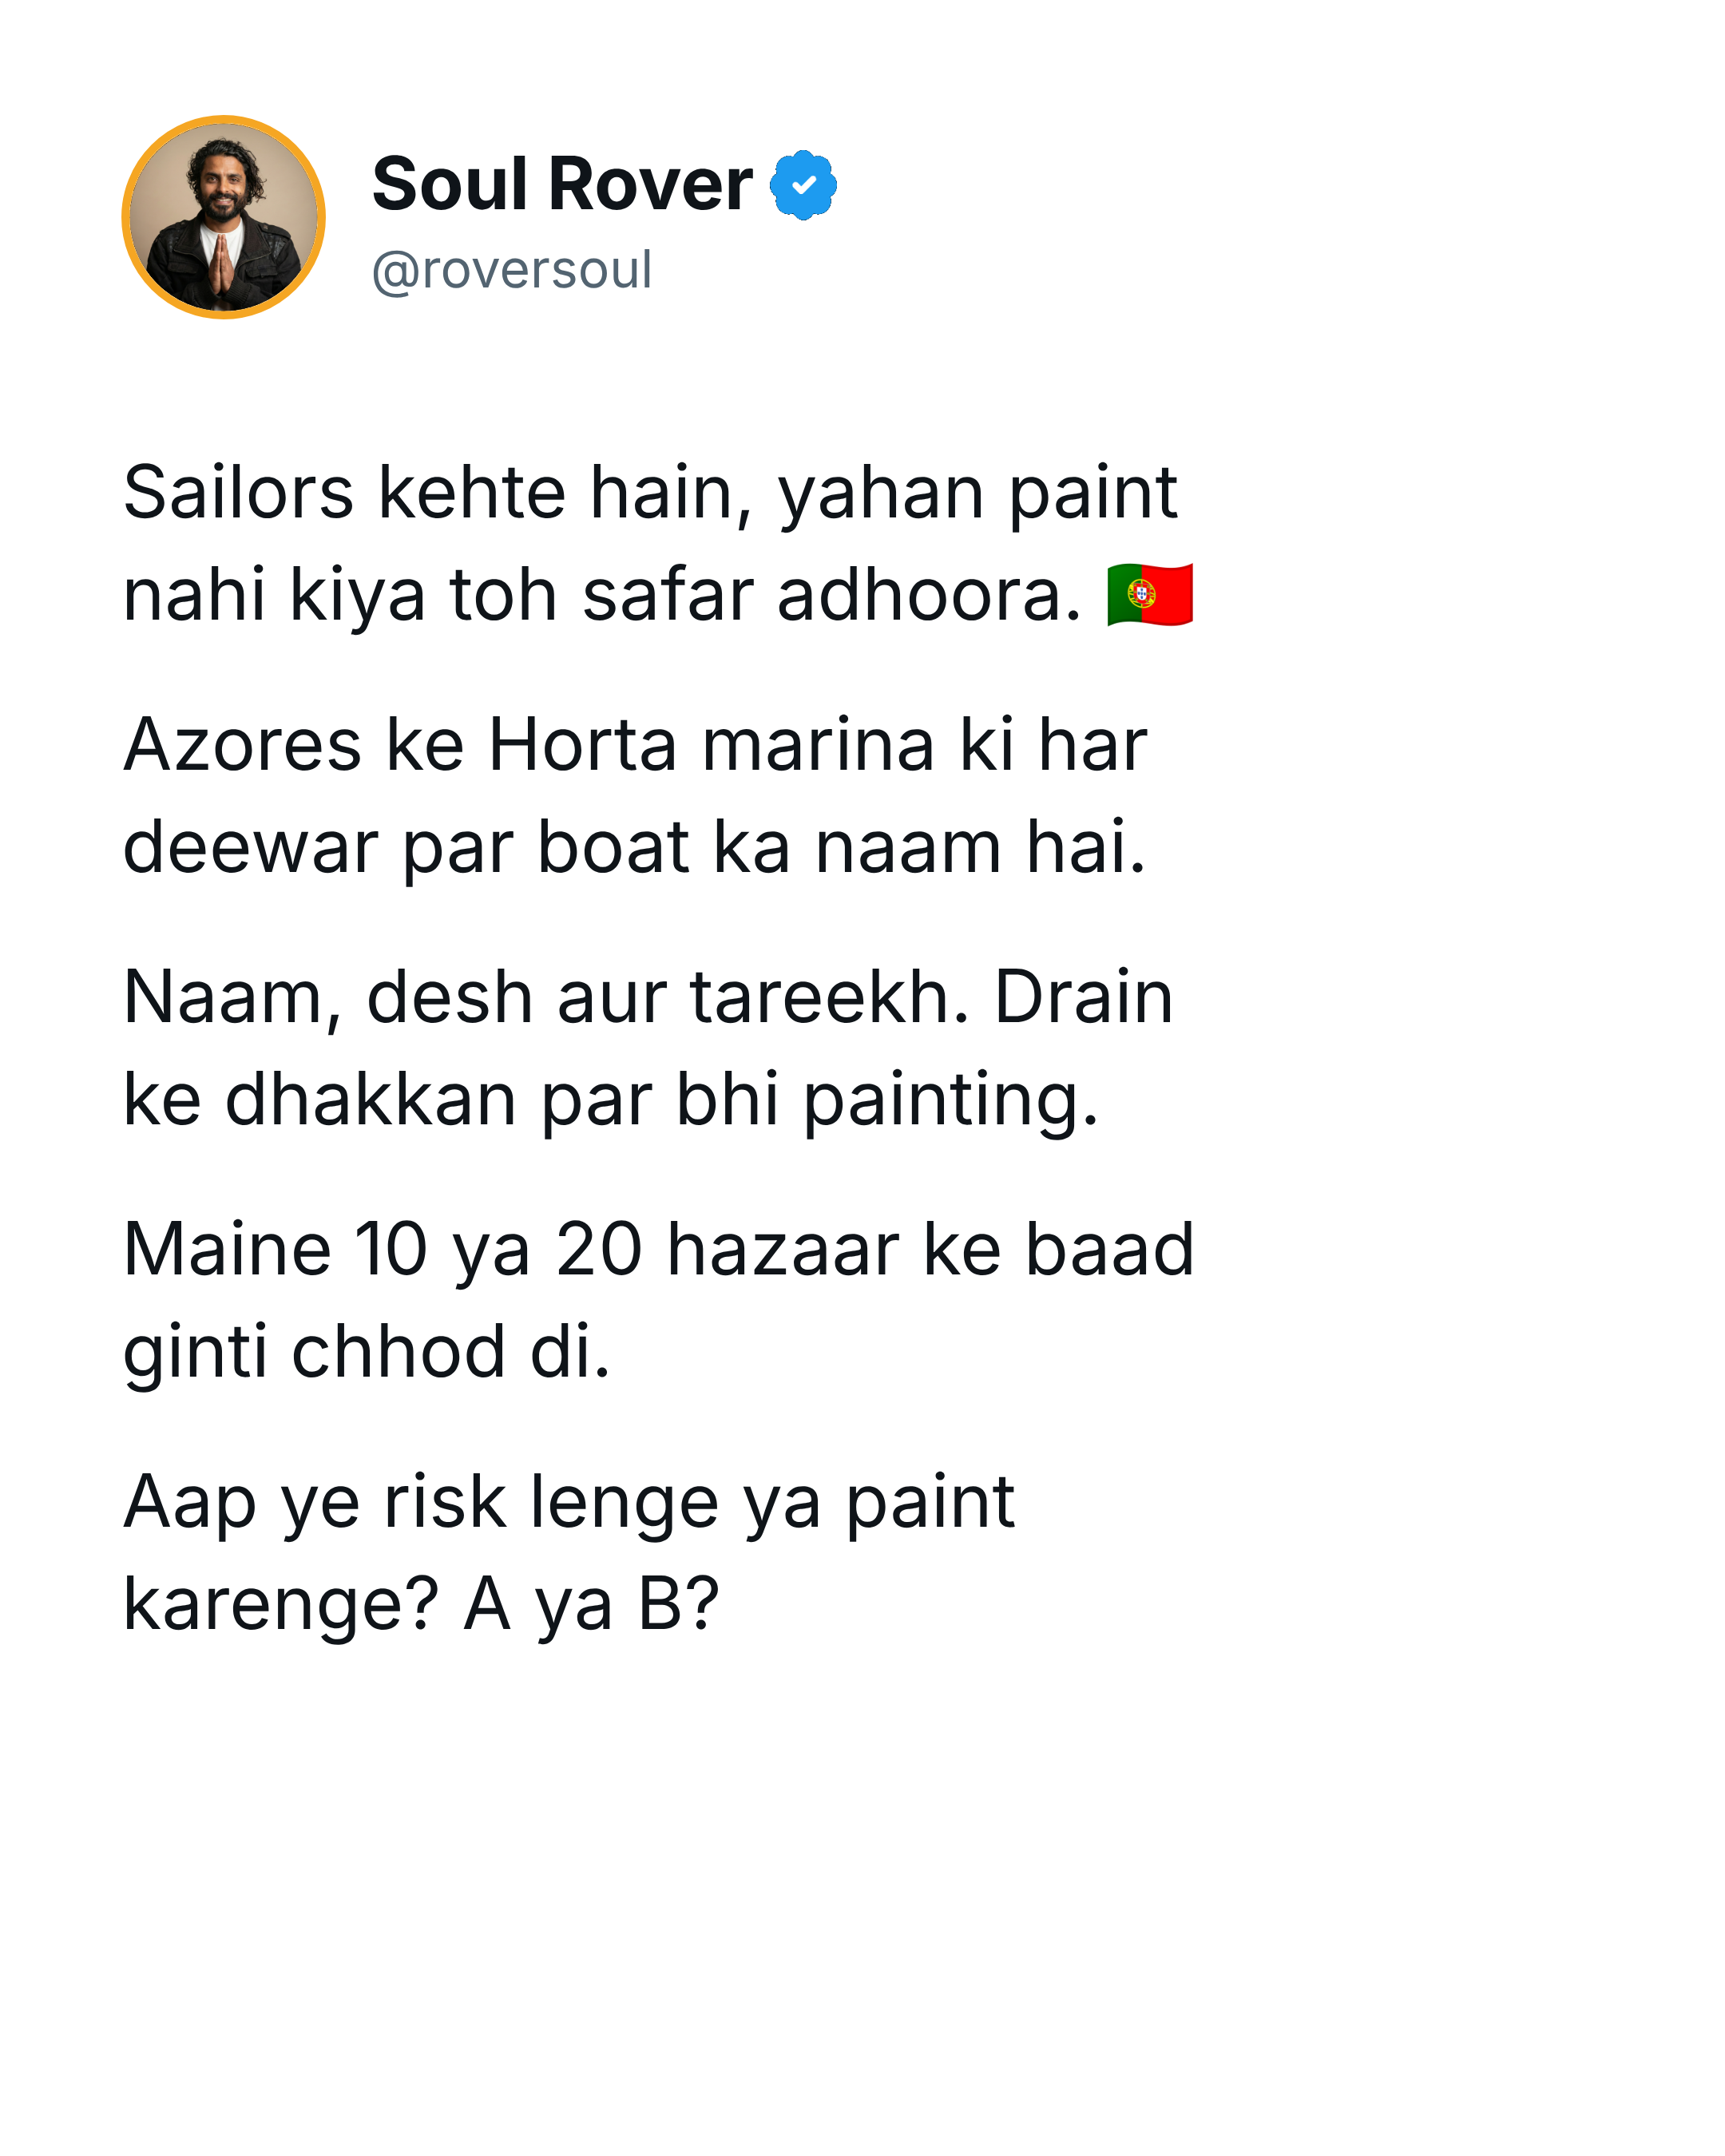 Soul Rover
@roversoul
Sailors kehte hain, yahan paint
nahi kiya toh safar adhoora. 🇵🇹
Azores ke Horta marina ki har
deewar par boat ka naam hai.
Naam, desh aur tareekh. Drain
ke dhakkan par bhi painting.
Maine 10 ya 20 hazaar ke baad
ginti chhod di.
Aap ye risk lenge ya paint
karenge? A ya B?